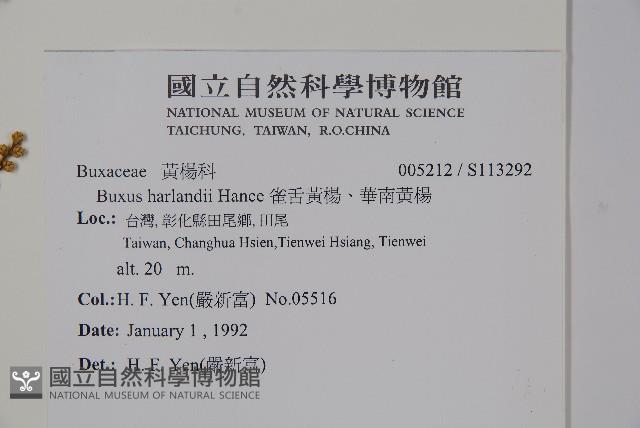 國立自然科學博物館
NATIONAL MUSEUM OF NATURAL SCIENCE
TAICHUNG, TAIWAN, R.O.CHINA
Buxaceae 黃楊科 005212 / S113292
Buxus harlandii Hance 雀舌黃楊、華南黃楊
Loc.: 台灣, 彰化縣田尾鄉, 田尾
Taiwan, Changhua Hsien,Tienwei Hsiang, Tienwei
alt. 20 m.
Col.: H. F. Yen(嚴新富) No.05516
Date: January 1 , 1992
Det.: H. F. Yen(嚴新富)
國立自然科學博物館
NATIONAL MUSEUM OF NATURAL SCIENCE